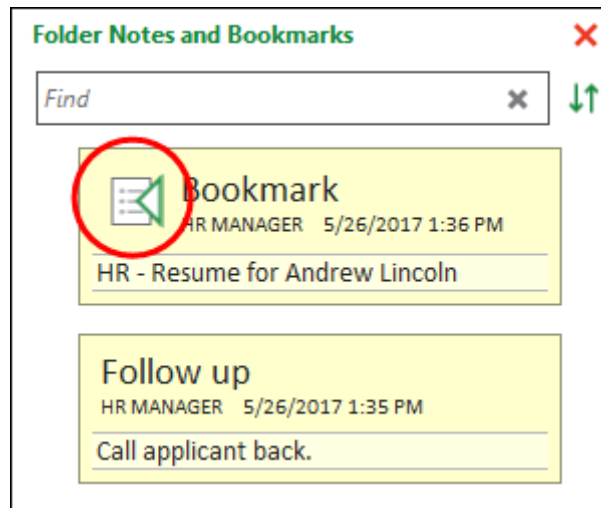 Folder Notes and Bookmarks
Find
Bookmark
HR MANAGER 5/26/2017 1:36 PM
HR - Resume for Andrew Lincoln
Follow up
HR MANAGER 5/26/2017 1:35 PM
Call applicant back.